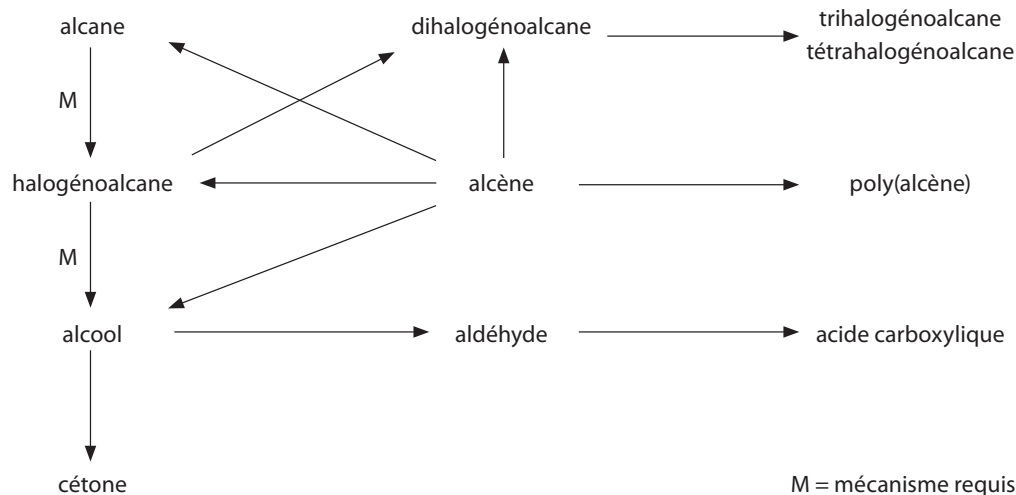 alcane
dihalogénoalcane
trihalogénoalcane
tétrahalogénoalcane
M
halogénoalcane
alcène
poly(alcène)
M
alcool
aldéhyde
acide carboxylique
cétone
M = mécanisme requis